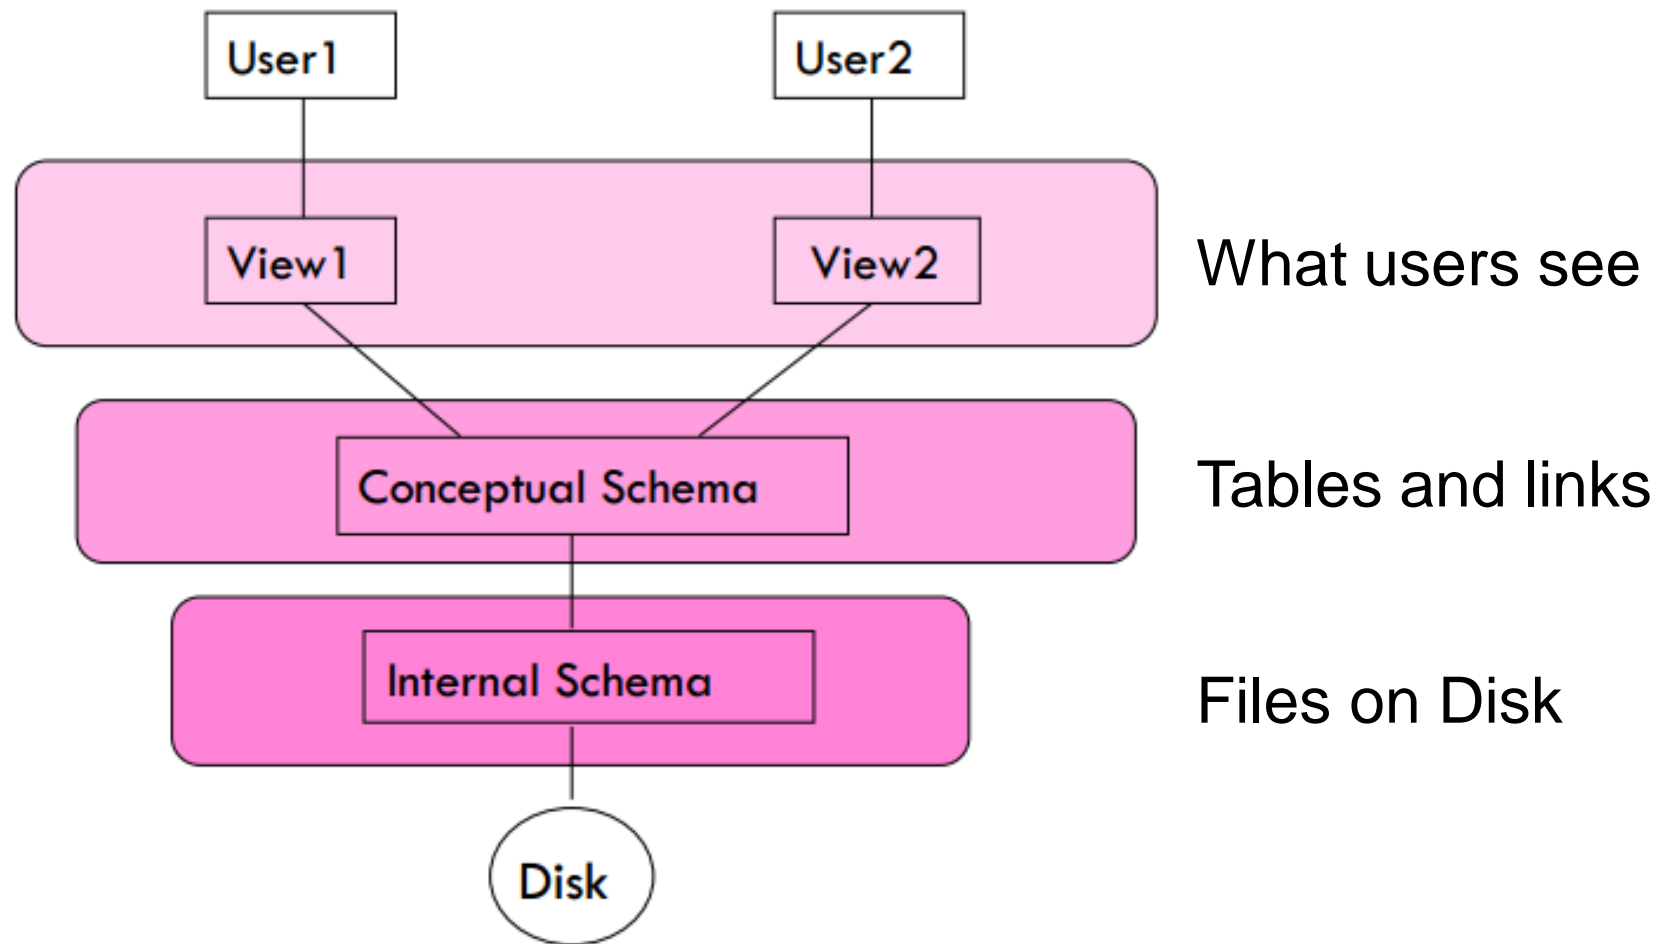 User1
User2
View1
View2
What users see
Conceptual Schema
Tables and links
Internal Schema
Files on Disk
Disk